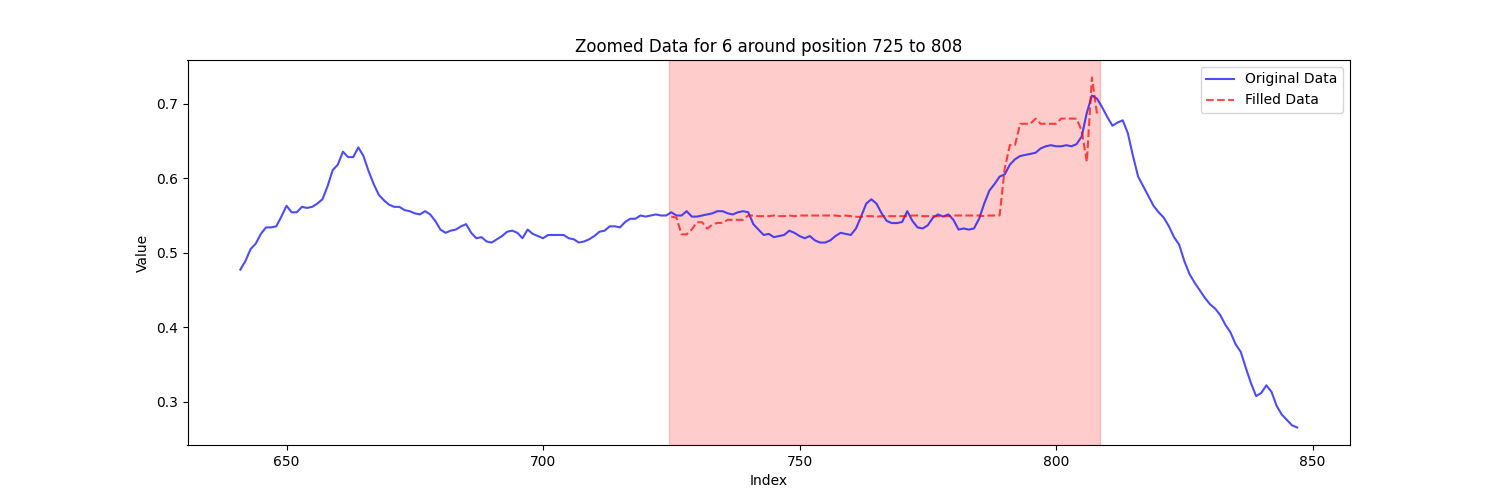 Zoomed Data for 6 around position 725 to 808
Original Data
Filled Data
Value
0.7
0.6
0.5
0.4
0.3
650
700
750
800
850
Index